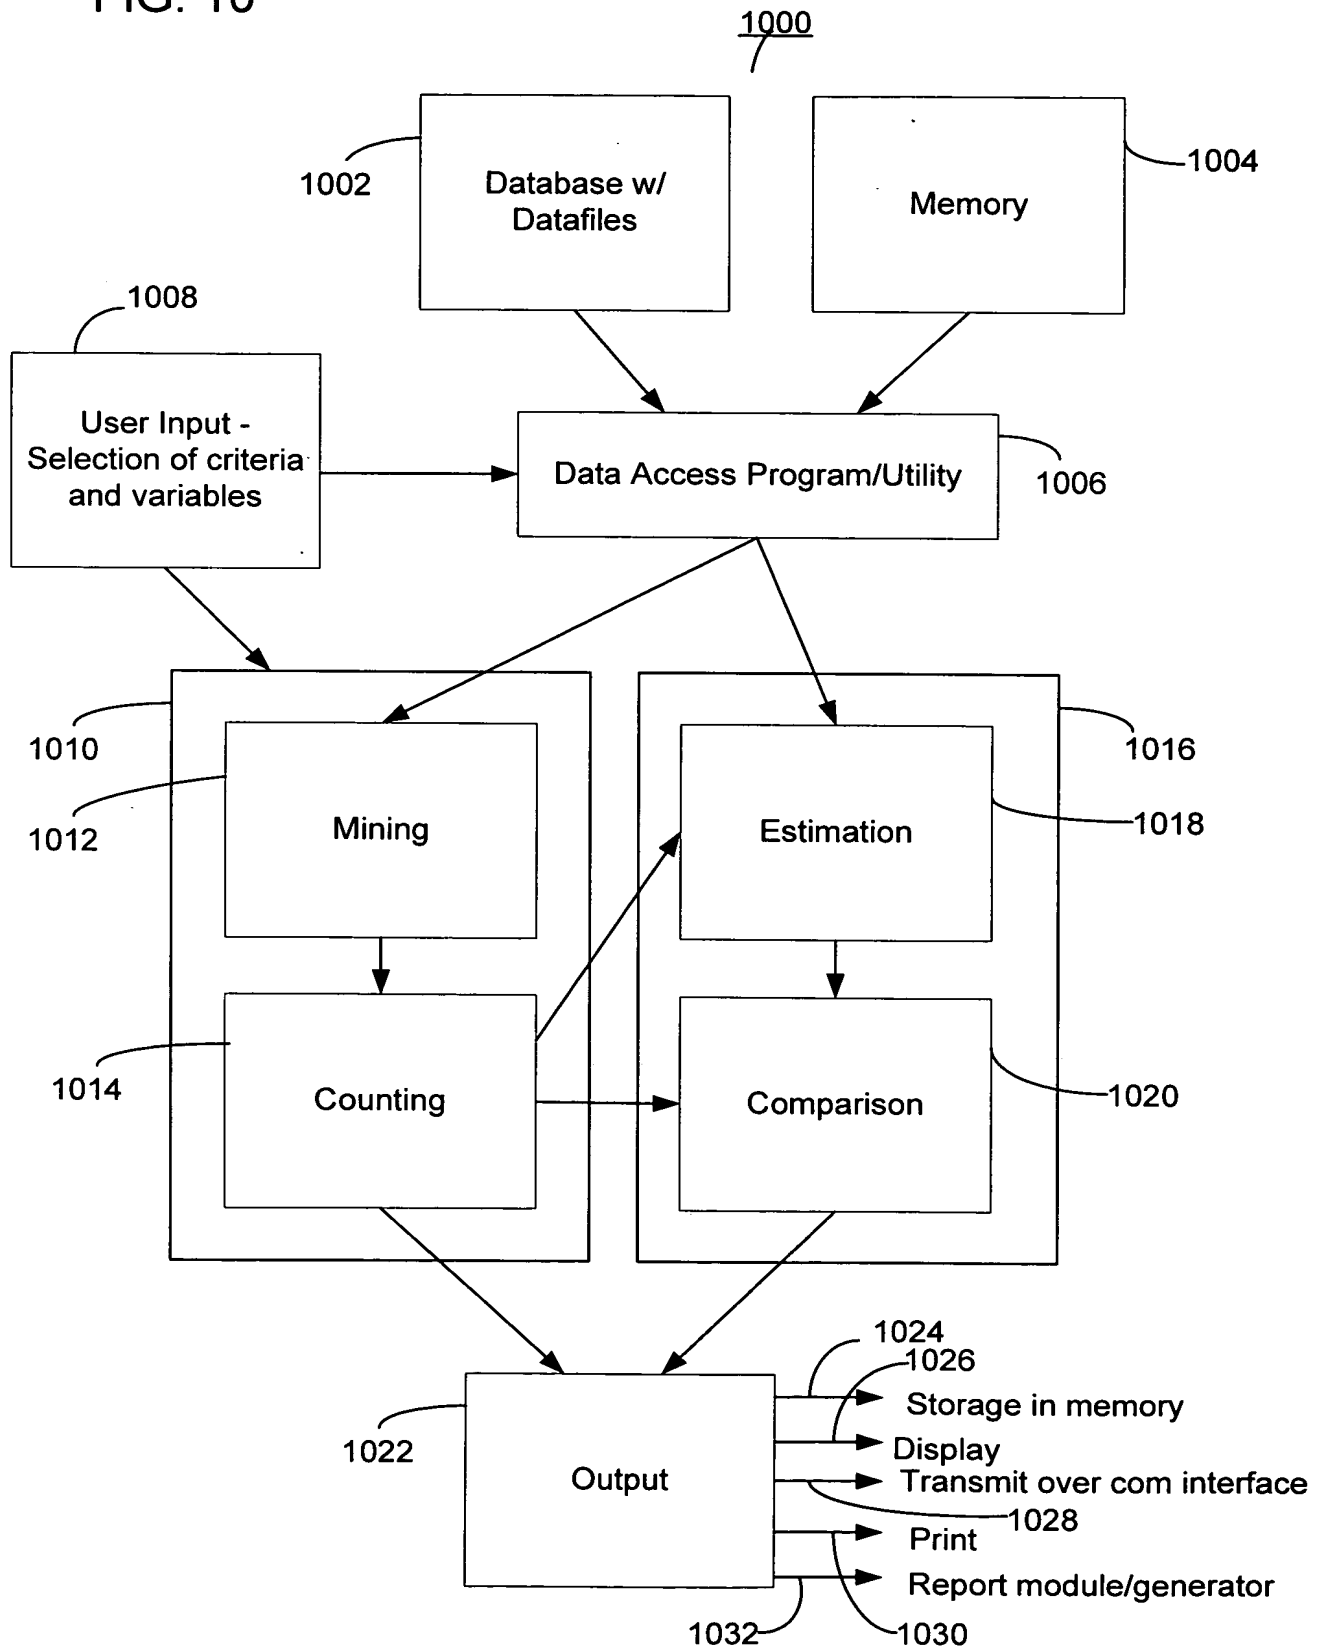 FIG. 10
1000
1002
Database w/
Datafiles
Memory
1004
1008
User Input -
Selection of criteria
and variables
Data Access Program/Utility
1006
1010
1012
Mining
Estimation
1016
1018
1014
Counting
Comparison
1020
1022
Output
1024
1026
Storage in memory
Display
Transmit over com interface
1028
Print
Report module/generator
1032
1030